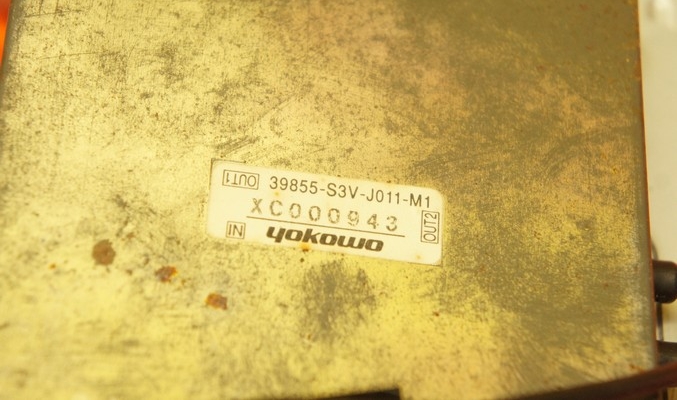 OUT1 39855-S3V-J011-M1
XC000943
OUT2
IN yokowo